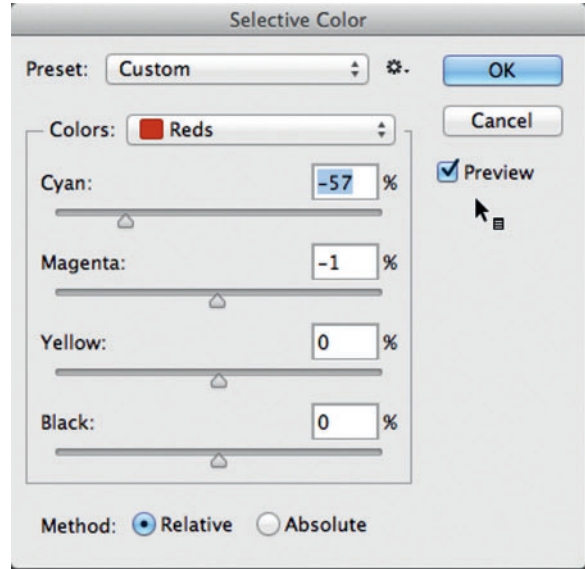 Selective Color
Preset: Custom
OK
Colors: Reds
Cancel
Cyan: -57 %
Preview
Magenta: -1 %
Yellow: 0 %
Black: 0 %
Method: Relative Absolute